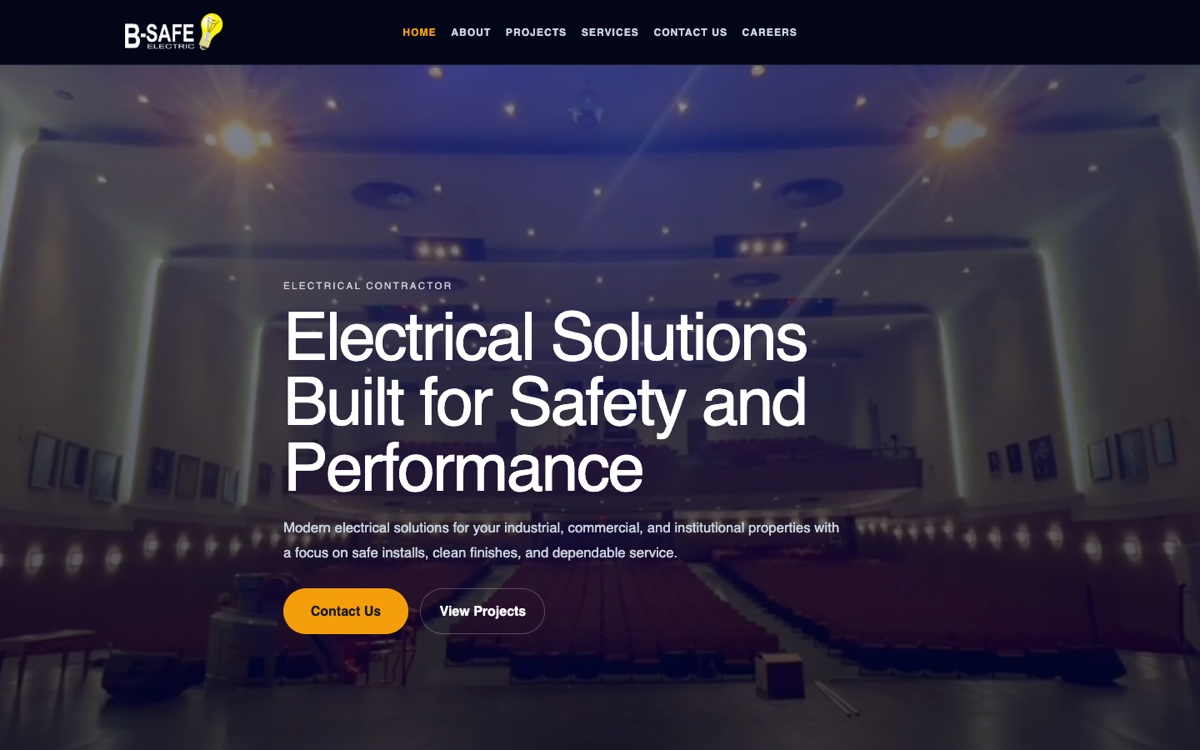 B-SAFE
ELECTRIC
HOME ABOUT PROJECTS SERVICES CONTACT US CAREERS
ELECTRICAL CONTRACTOR
Electrical Solutions
Built for Safety and
Performance
Modern electrical solutions for your industrial, commercial, and institutional properties with
a focus on safe installs, clean finishes, and dependable service.
Contact Us View Projects